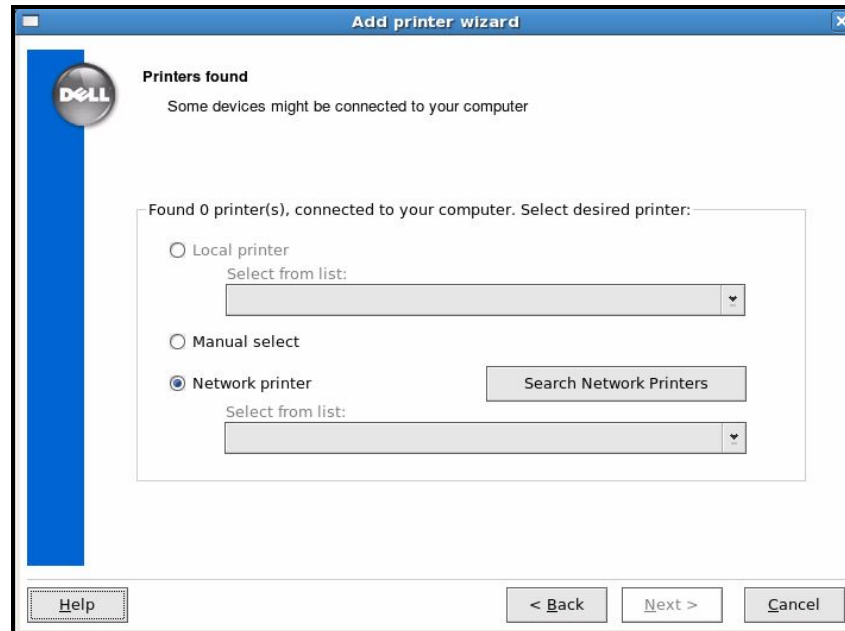 Add printer wizard
DELL
Printers found
Some devices might be connected to your computer
Found 0 printer(s), connected to your computer. Select desired printer:
Local printer
Select from list:
Manual select
Network printer
Search Network Printers
Select from list:
Help
< Back
Next >
Cancel